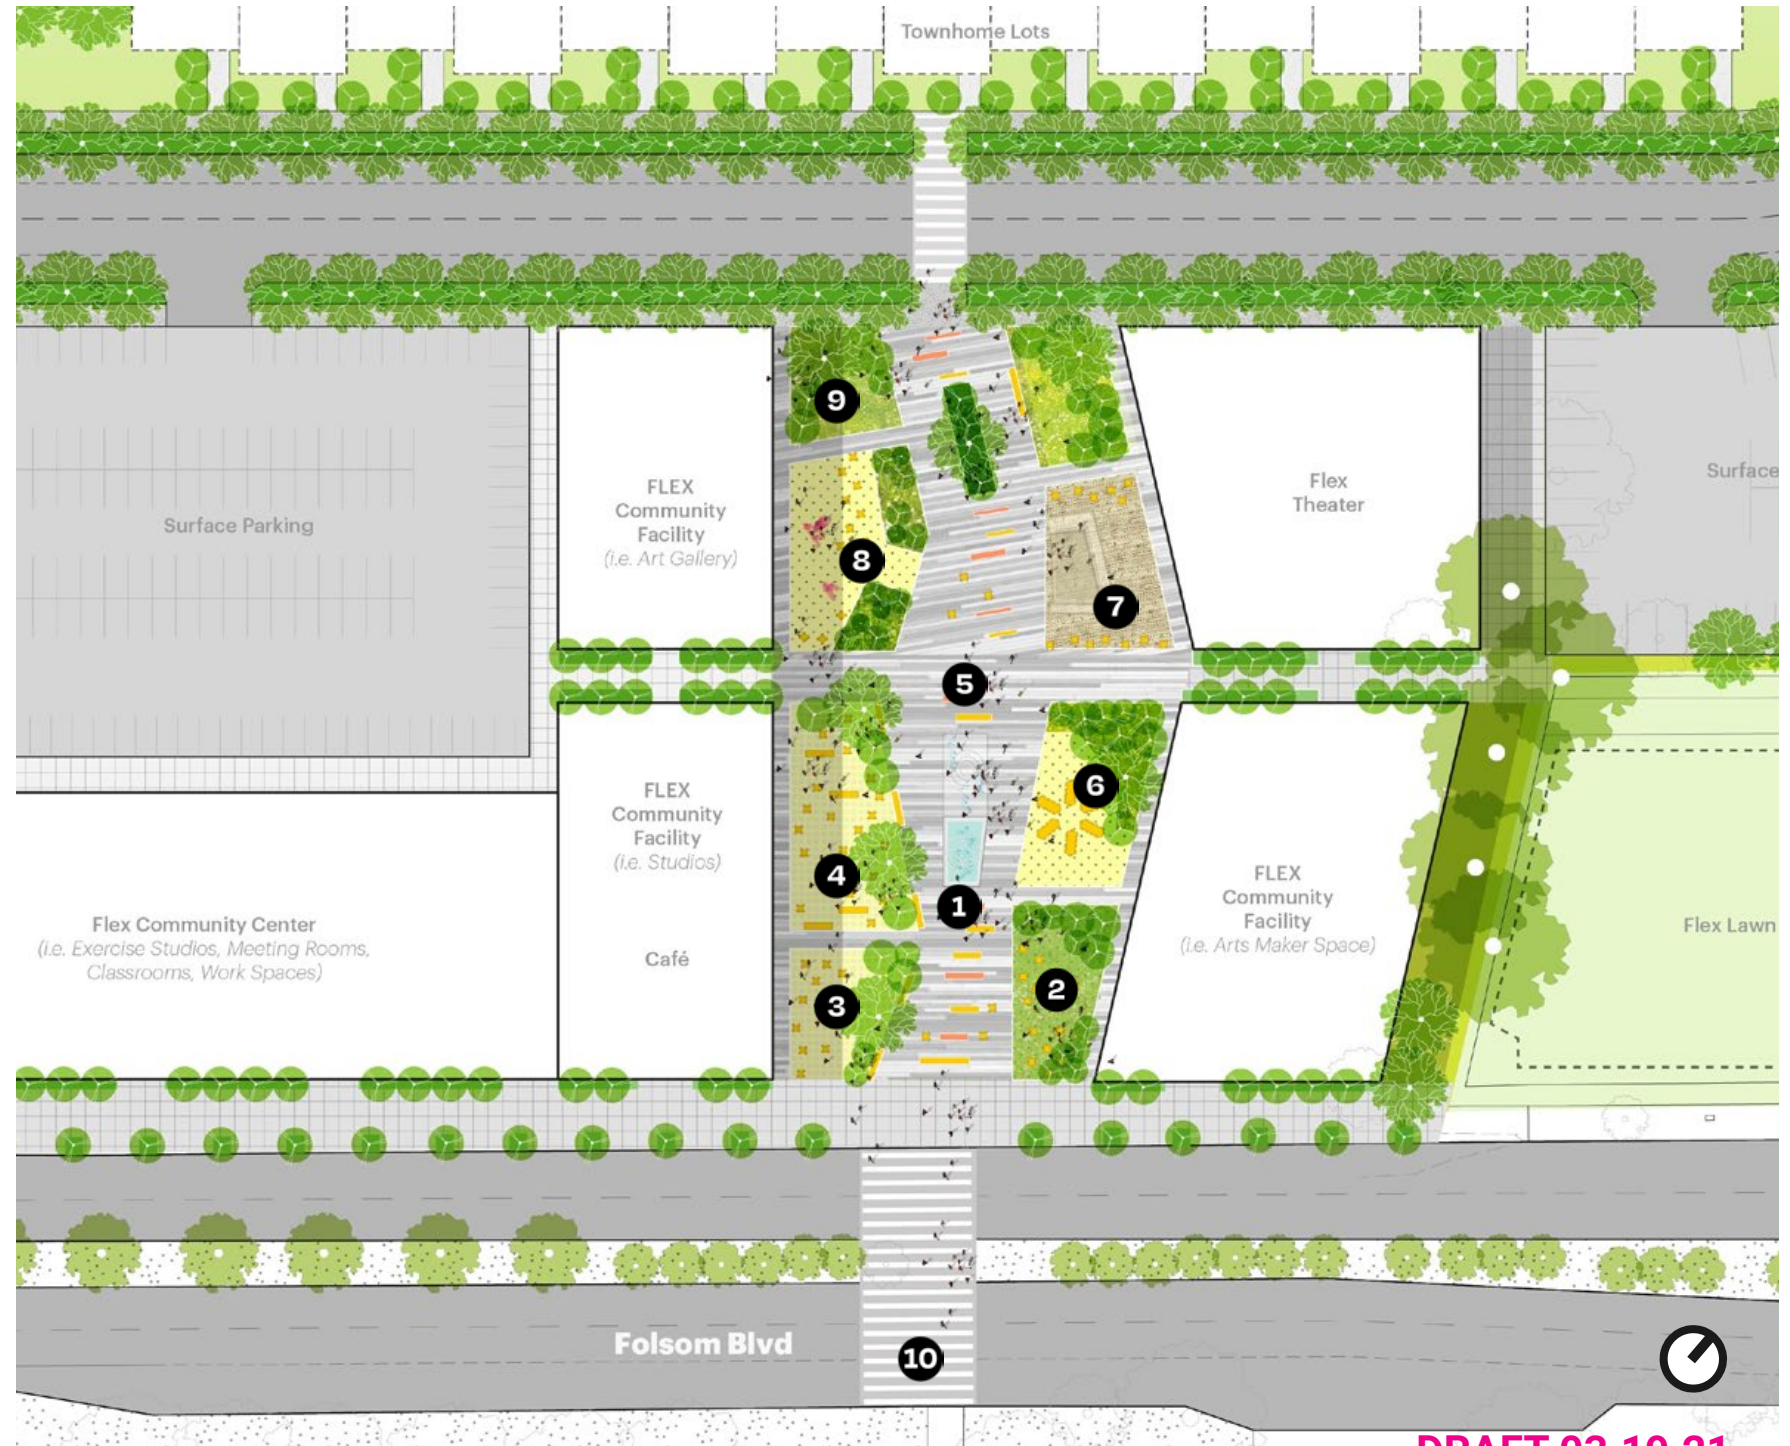 Townhome Lots
9
FLEX
Community
Facility
(i.e. Art Gallery)
Flex
Theater
Surface
Surface Parking
8
7
5
FLEX
Community
Facility
(i.e. Studios)
6
4
FLEX
Community
Facility
(i.e. Arts Maker Space)
1
Flex Community Center
(i.e. Exercise Studios, Meeting Rooms,
Classrooms, Work Spaces)
Café
Flex Lawn
2
3
Folsom Blvd
10
DRAFT